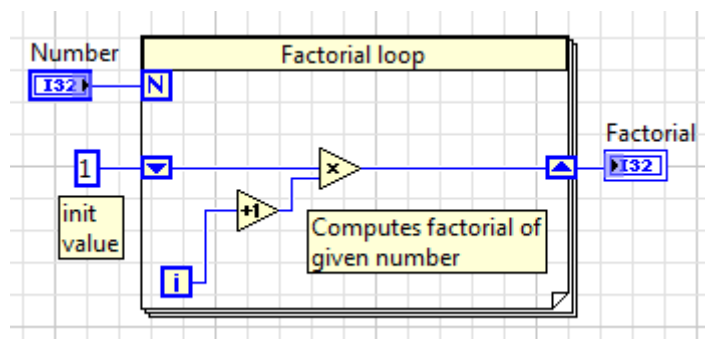 Number
Factorial loop
I32
N
Factorial
1
x
I32
+1
init
value
Computes factorial of
given number
i